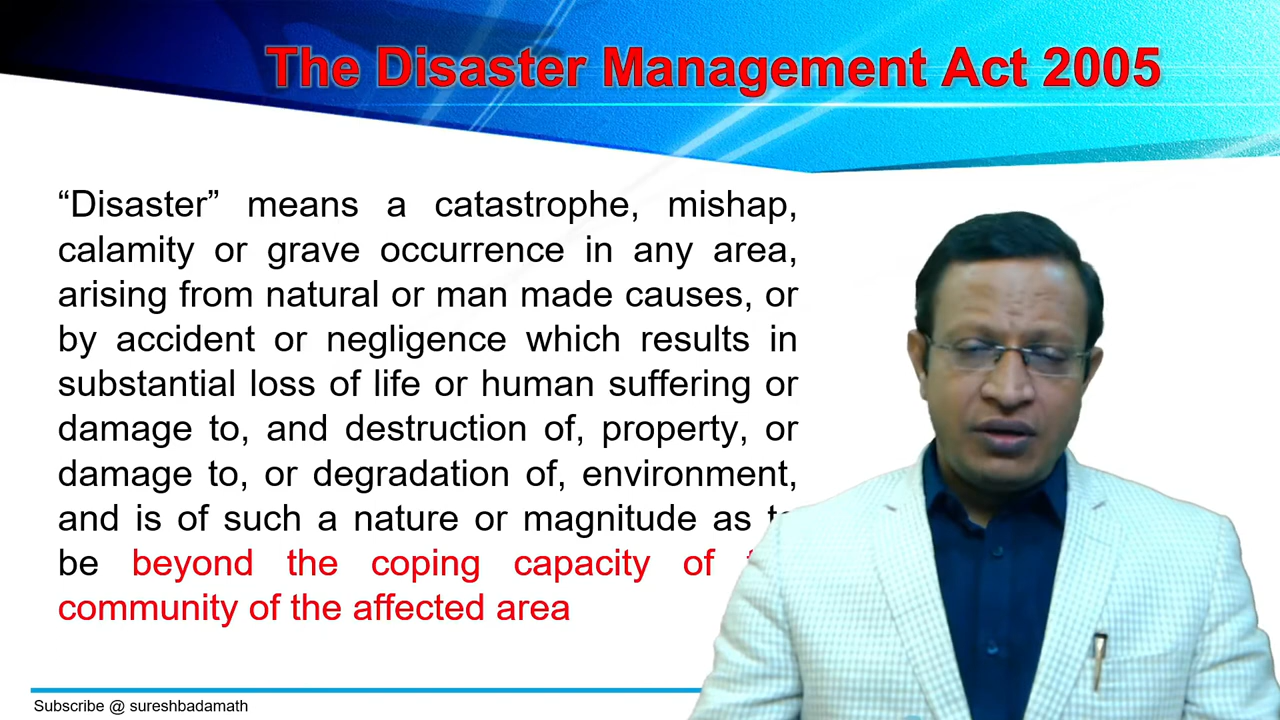 The Disaster Management Act 2005
“Disaster” means a catastrophe, mishap,
calamity or grave occurrence in any area,
arising from natural or man made causes, or
by accident or negligence which results in
substantial loss of life or human suffering or
damage to, and destruction of, property, or
damage to, or degradation of, environment,
and is of such a nature or magnitude as to
be beyond the coping capacity of
community of the affected area
Subscribe @ sureshbadamath